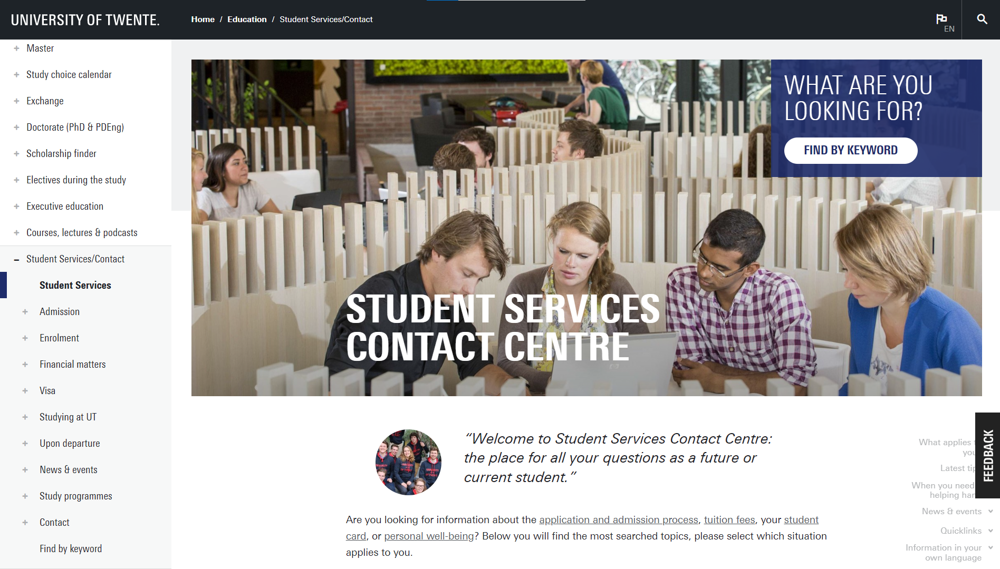 UNIVERSITY OF TWENTE.
Home / Education / Student Services/Contact
EN
Master
Study choice calendar
Exchange
Doctorate (PhD & PDEng)
Scholarship finder
Electives during the study
Executive education
Courses, lectures & podcasts
Student Services/Contact
Student Services
Admission
Enrolment
Financial matters
Visa
Studying at UT
Upon departure
News & events
Study programmes
Contact
Find by keyword
WHAT ARE YOU
LOOKING FOR?
FIND BY KEYWORD
STUDENT SERVICES
CONTACT CENTRE
“Welcome to Student Services Contact Centre:
the place for all your questions as a future or
current student.”
Are you looking for information about the application and admission process, tuition fees, your student
card, or personal well-being? Below you will find the most searched topics, please select which situation
applies to you.
What applies
Latest
When you need
helping
News & events
Quicklinks
Information in your
own language
FEEDBACK